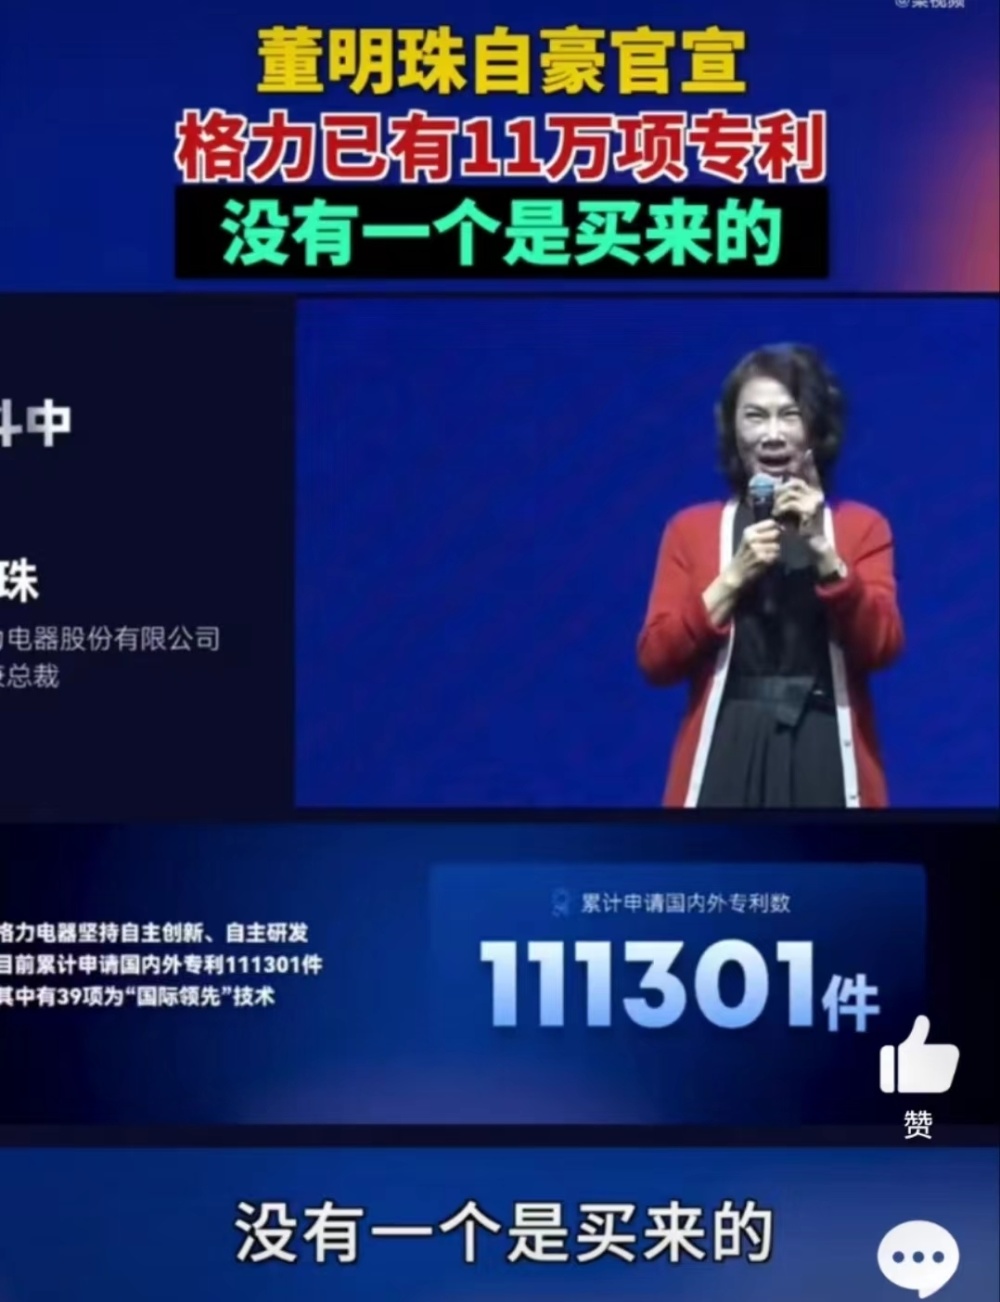 @梨视频
董明珠自豪官宣
格力已有11万项专利
没有一个是买来的
斗中
珠
电器股份有限公司
总裁
累计申请国内外专利数
111301件
格力电器坚持自主创新、自主研发
目前累计申请国内外专利111301件
其中有39项为“国际领先”技术
赞
没有一个是买来的